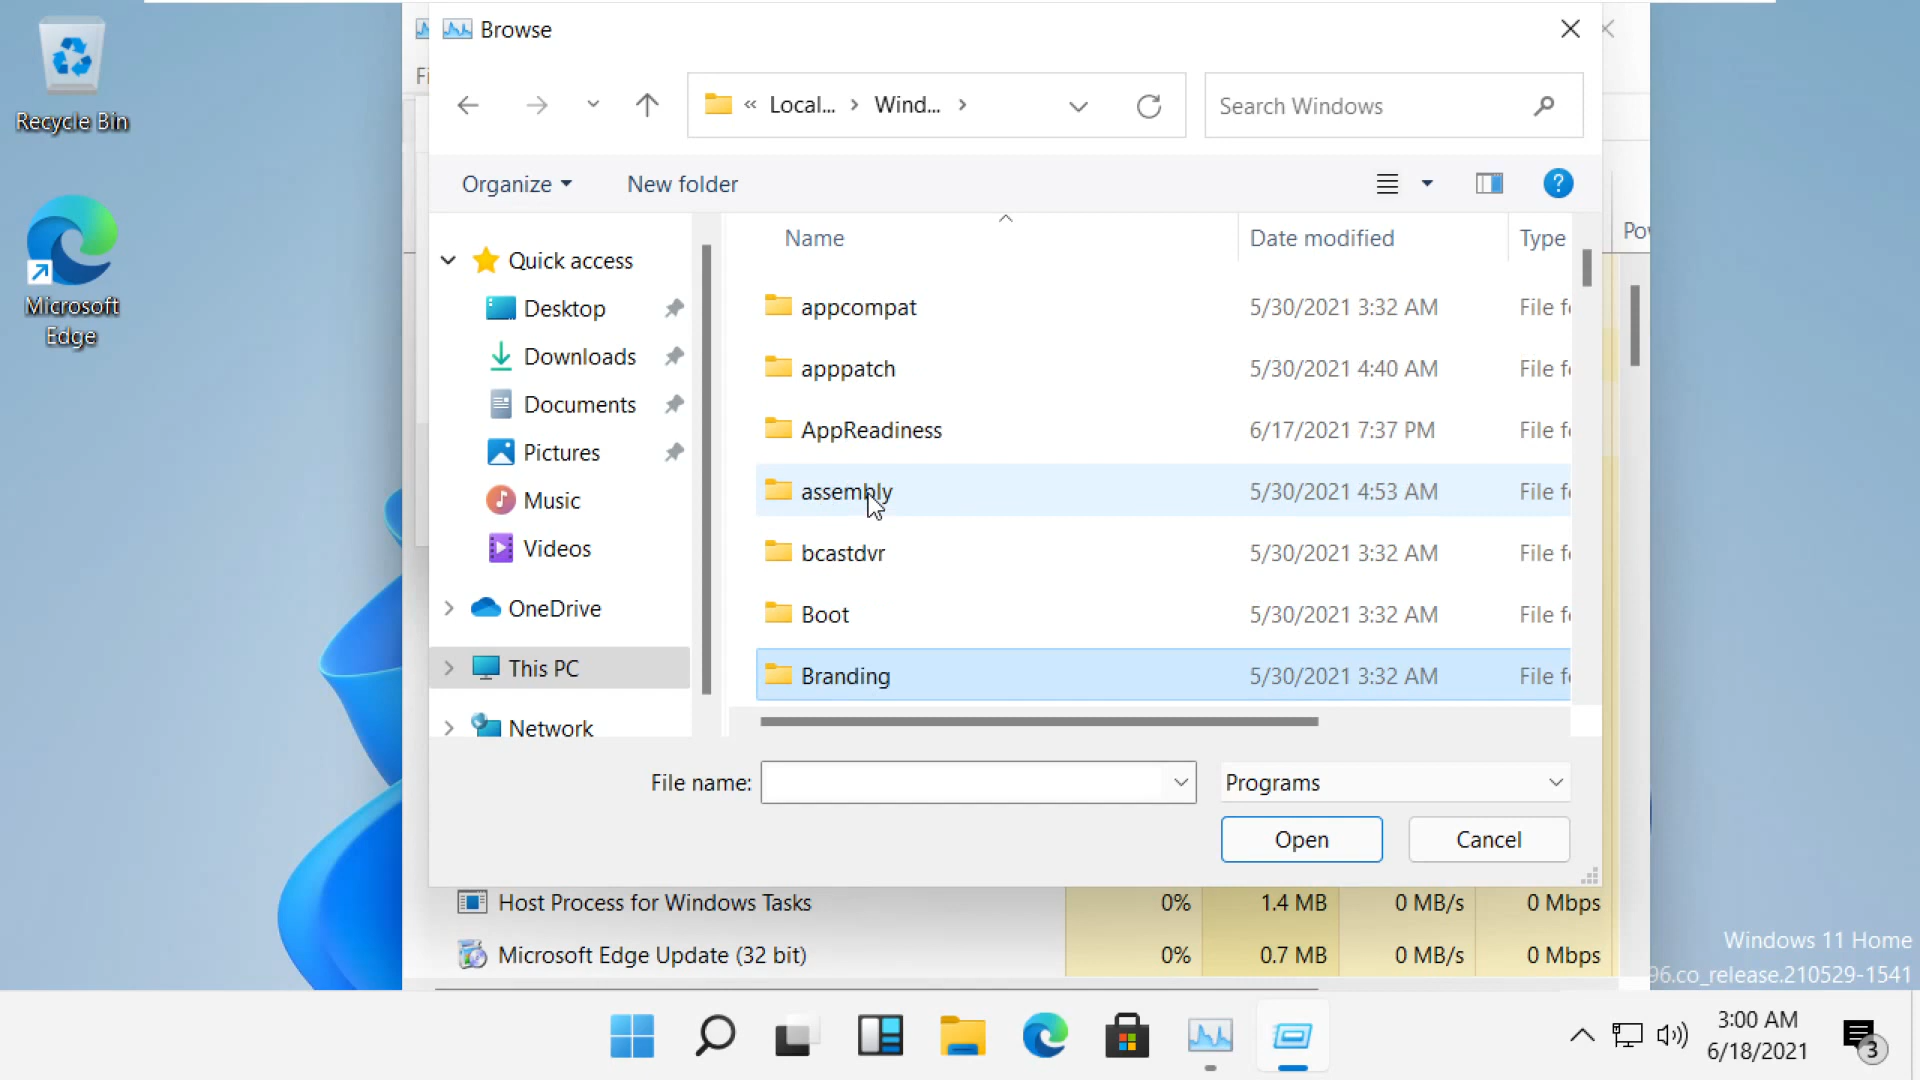 Recycle Bin
Microsoft
Edge
Browse
Fi
« Local... > Wind... >
Search Windows
Organize
New folder
?
Name
Date modified
Type
Quick access
Desktop
Downloads
Documents
Pictures
Music
Videos
OneDrive
This PC
Network
appcompat 5/30/2021 3:32 AM File f
apppatch 5/30/2021 4:40 AM File f
AppReadiness 6/17/2021 7:37 PM File f
assembly 5/30/2021 4:53 AM File f
bcastdvr 5/30/2021 3:32 AM File f
Boot 5/30/2021 3:32 AM File f
Branding 5/30/2021 3:32 AM File f
Pow
File name:
Programs
Open
Cancel
Host Process for Windows Tasks 0% 1.4 MB 0 MB/s 0 Mbps
Microsoft Edge Update (32 bit) 0% 0.7 MB 0 MB/s 0 Mbps
Windows 11 Home
96.co_release.210529-1541
3:00 AM
6/18/2021
3